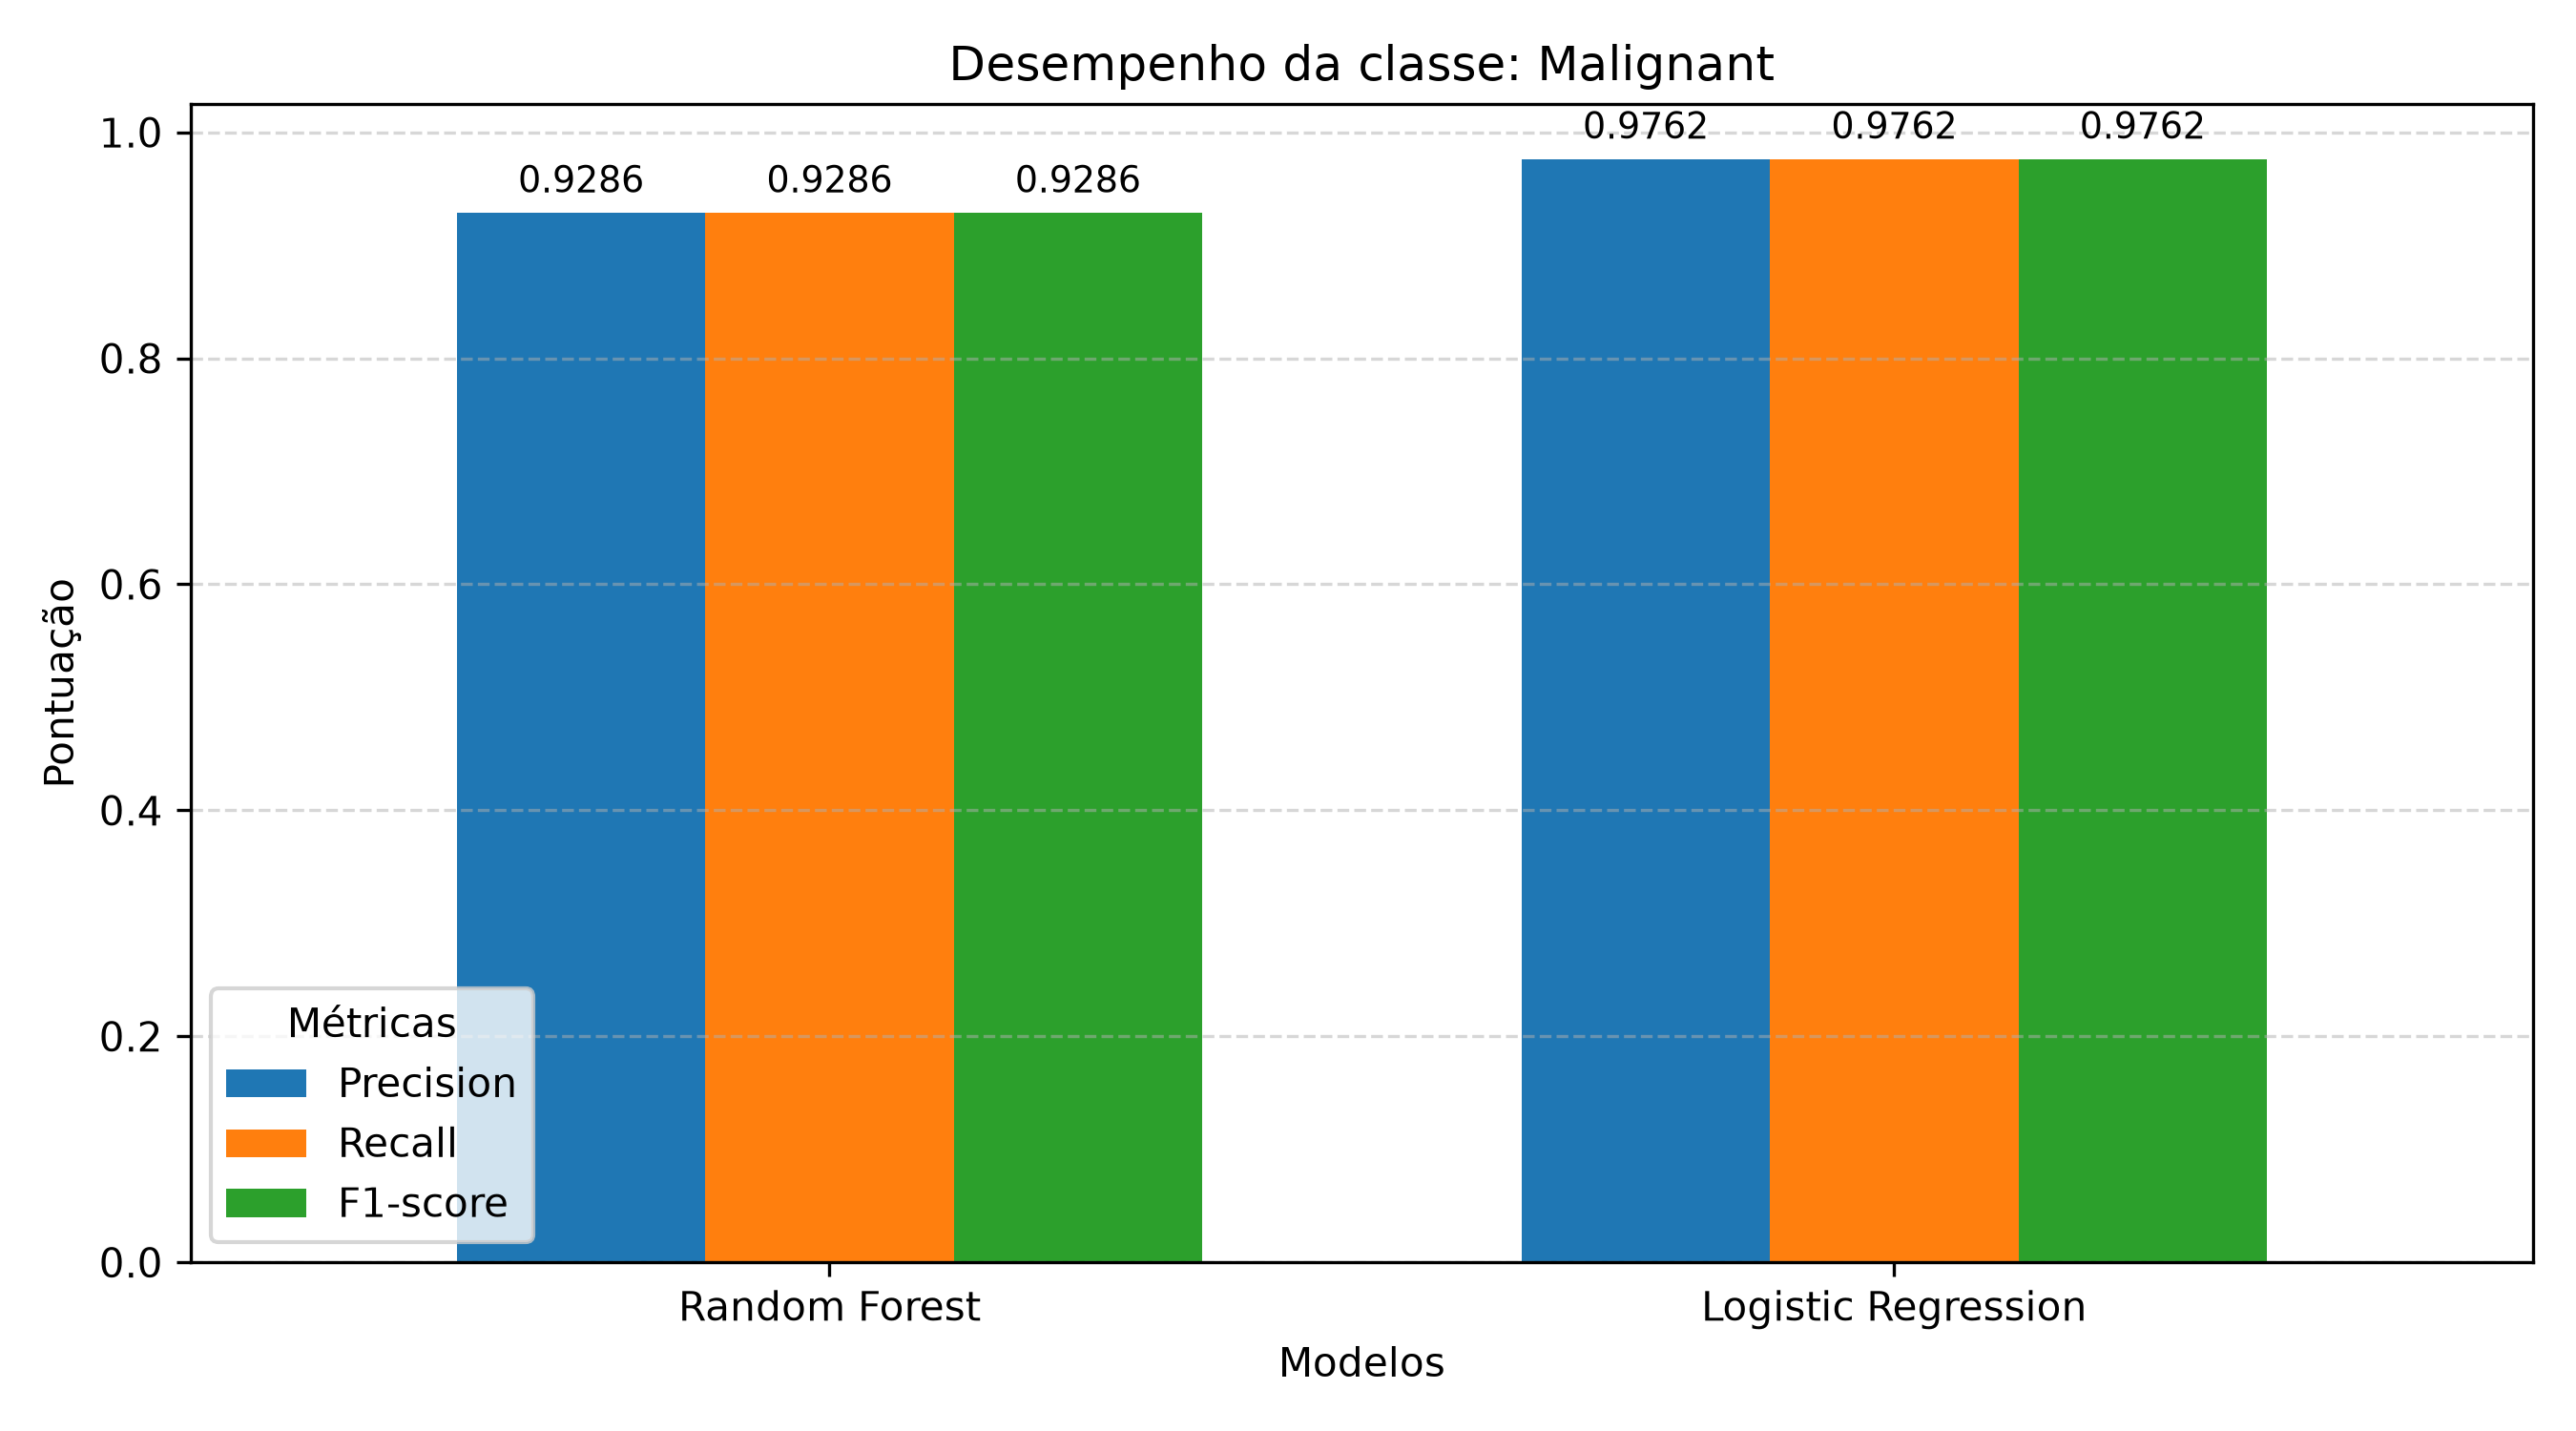 Desempenho da classe: Malignant
Pontuação
1.0
0.8
0.6
0.4
0.2
0.0
0.9286 0.9286 0.9286
0.9762 0.9762 0.9762
Métricas
Precision
Recall
F1-score
Random Forest Logistic Regression
Modelos